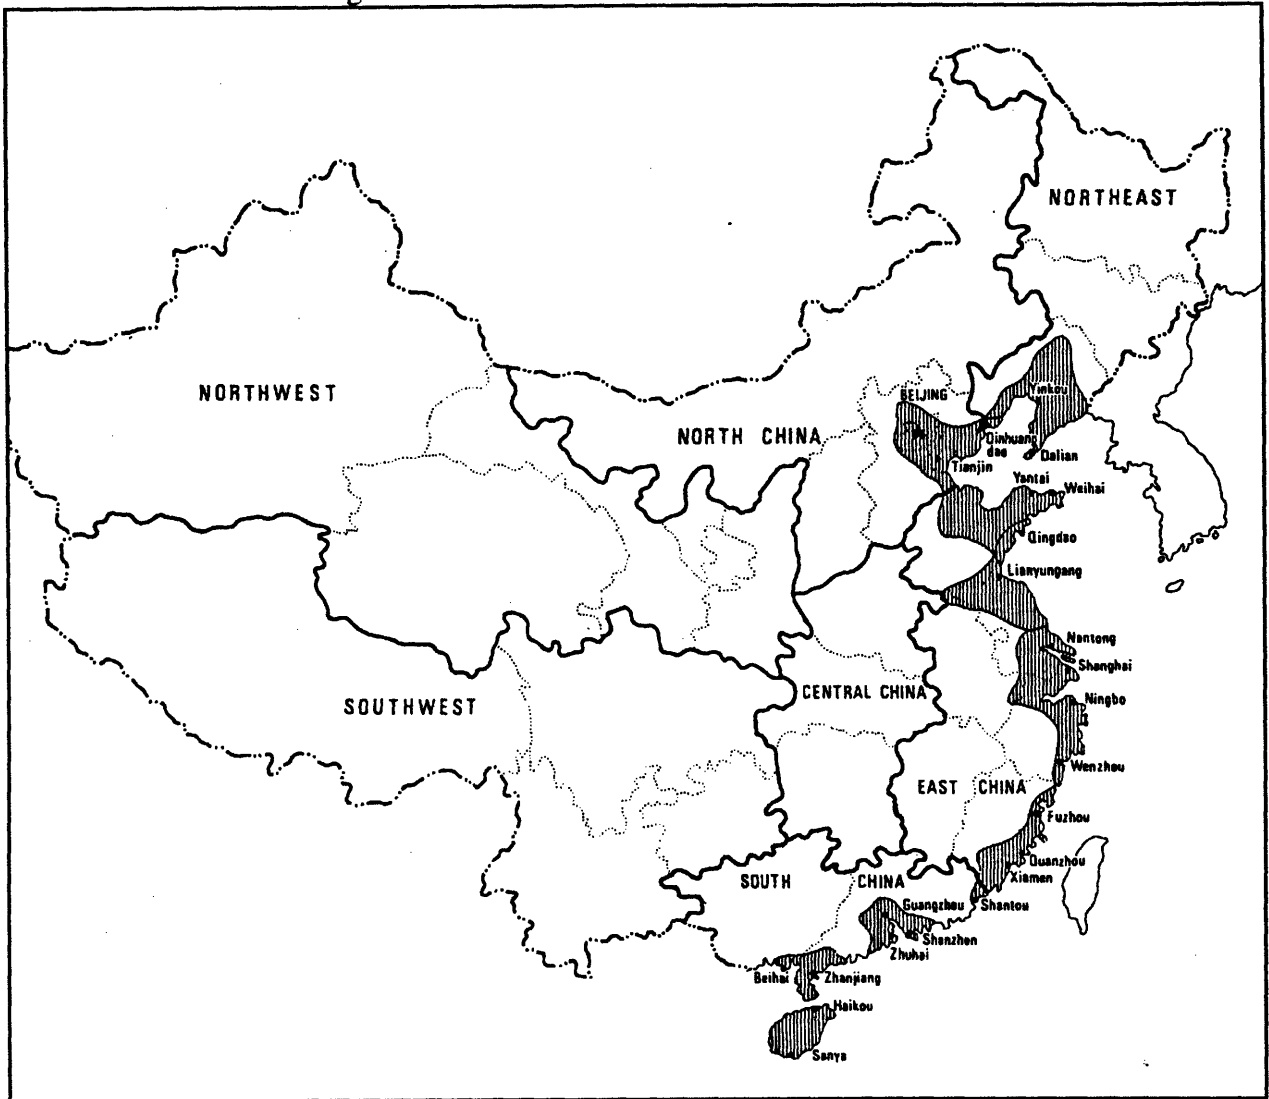 NORTHEAST
NORTHWEST
BEIJING
Yinkou
NORTH CHINA
Qinhuang
dao
Dalian
Tianjin
Yantai
Weihai
Qingdao
Lianyungang
Nantong
Shanghai
CENTRAL CHINA
Ningbo
SOUTHWEST
Wenzhou
EAST CHINA
Fuzhou
Quanzhou
Xiamen
SOUTH CHINA
Guangzhou
Shantou
Shanzhen
Zhuhai
Beihai
Zhanjiang
Haikou
Sanya